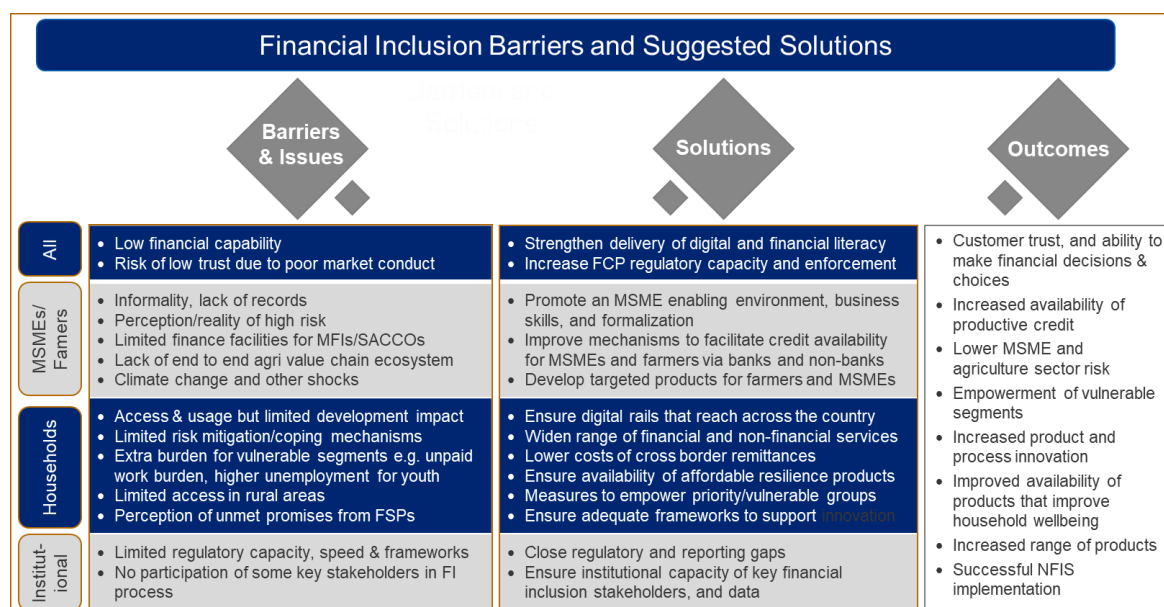 Financial Inclusion Barriers and Suggested Solutions
Barriers
& Issues
Solutions
Outcomes
All
• Low financial capability
• Risk of low trust due to poor market conduct
• Strengthen delivery of digital and financial literacy
• Increase FCP regulatory capacity and enforcement
MSMEs/
Famers
• Informality, lack of records
• Perception/reality of high risk
• Limited finance facilities for MFIs/SACCOs
• Lack of end to end agri value chain ecosystem
• Climate change and other shocks
• Promote an MSME enabling environment, business
skills, and formalization
• Improve mechanisms to facilitate credit availability
for MSMEs and farmers via banks and non-banks
• Develop targeted products for farmers and MSMEs
Households
• Access & usage but limited development impact
• Limited risk mitigation/coping mechanisms
• Extra burden for vulnerable segments e.g. unpaid
work burden, higher unemployment for youth
• Limited access in rural areas
• Perception of unmet promises from FSPs
• Ensure digital rails that reach across the country
• Widen range of financial and non-financial services
• Lower costs of cross border remittances
• Ensure availability of affordable resilience products
• Measures to empower priority/vulnerable groups
• Ensure adequate frameworks to support innovation
Institut-
ional
• Limited regulatory capacity, speed & frameworks
• No participation of some key stakeholders in FI
process
• Close regulatory and reporting gaps
• Ensure institutional capacity of key financial
inclusion stakeholders, and data
• Customer trust, and ability to
make financial decisions &
choices
• Increased availability of
productive credit
• Lower MSME and
agriculture sector risk
• Empowerment of vulnerable
segments
• Increased product and
process innovation
• Improved availability of
products that improve
household wellbeing
• Increased range of products
• Successful NFIS
implementation